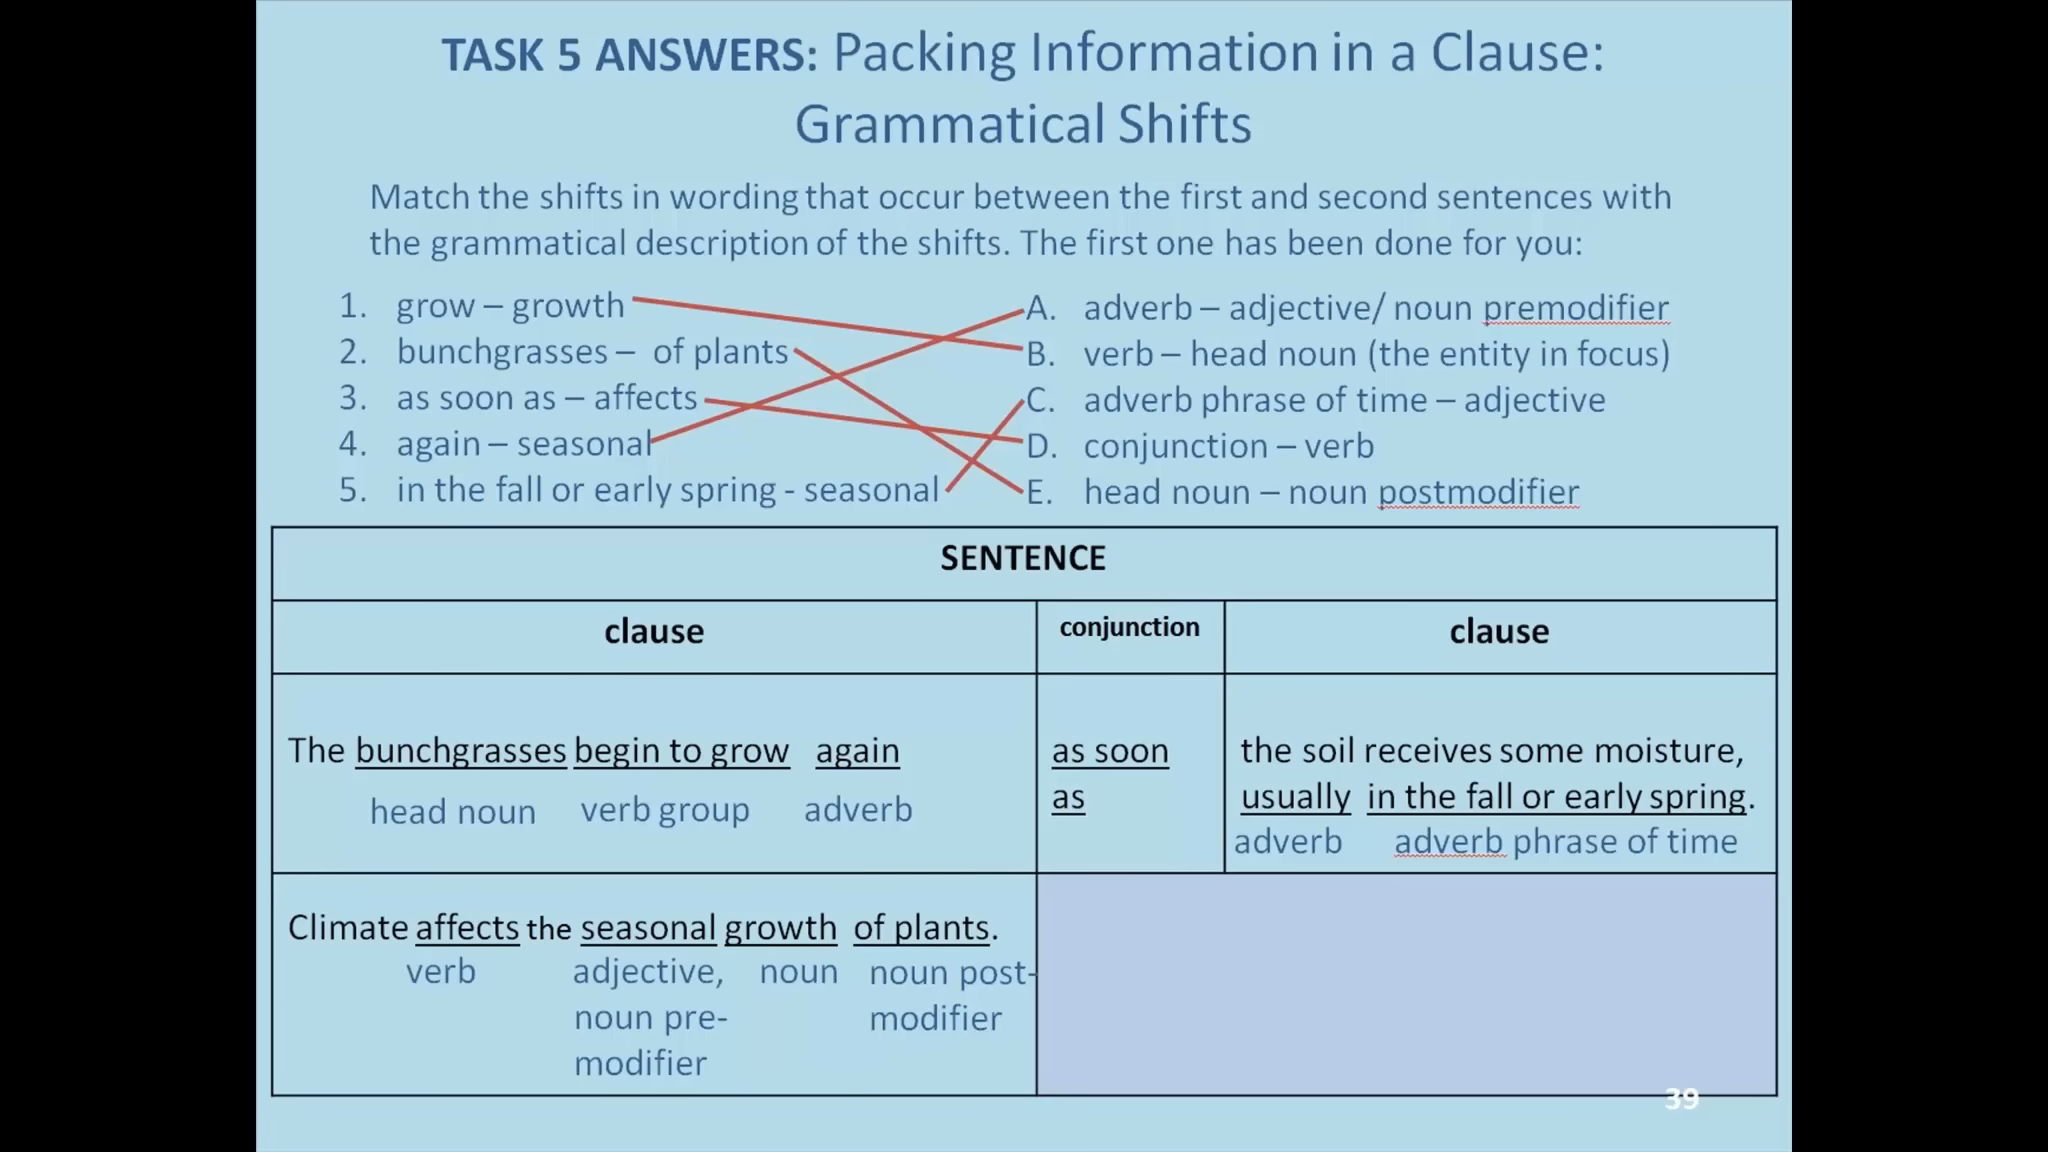 TASK 5 ANSWERS: Packing Information in a Clause:
Grammatical Shifts
Match the shifts in wording that occur between the first and second sentences with
the grammatical description of the shifts. The first one has been done for you:
1. grow – growth
2. bunchgrasses – of plants
3. as soon as – affects
4. again – seasonal
5. in the fall or early spring - seasonal
A. adverb – adjective/ noun premodifier
B. verb – head noun (the entity in focus)
C. adverb phrase of time – adjective
D. conjunction – verb
E. head noun – noun postmodifier
SENTENCE
clause
conjunction
clause
The bunchgrasses begin to grow again
head noun verb group adverb
as soon
as
the soil receives some moisture,
usually in the fall or early spring.
adverb adverb phrase of time
Climate affects the seasonal growth of plants.
verb
adjective,
noun pre-
modifier
noun
noun post-
modifier
39